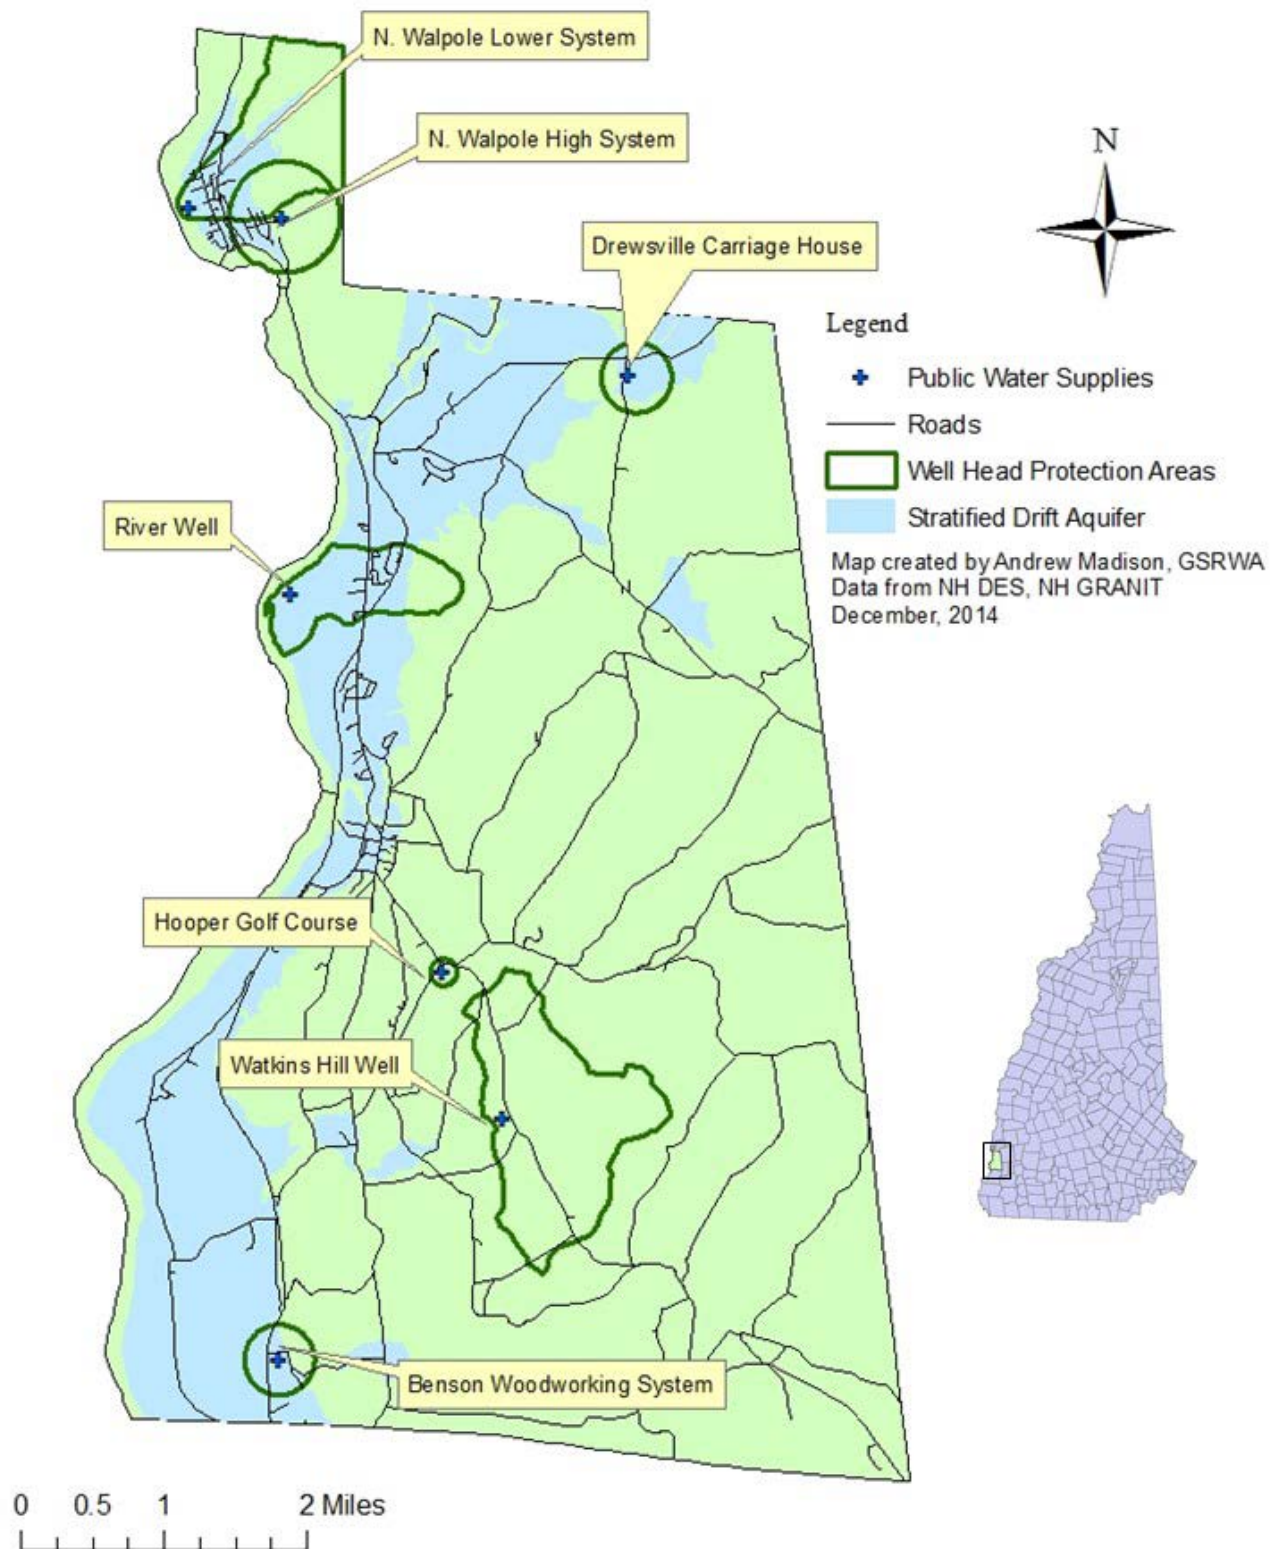 N. Walpole Lower System
N. Walpole High System
N
Drewsville Carriage House
Legend
Public Water Supplies
Roads
Well Head Protection Areas
Stratified Drift Aquifer
River Well
Map created by Andrew Madison, GSRWA
Data from NH DES, NH GRANIT
December, 2014
Hooper Golf Course
Watkins Hill Well
Benson Woodworking System
0 0.5 1 2 Miles